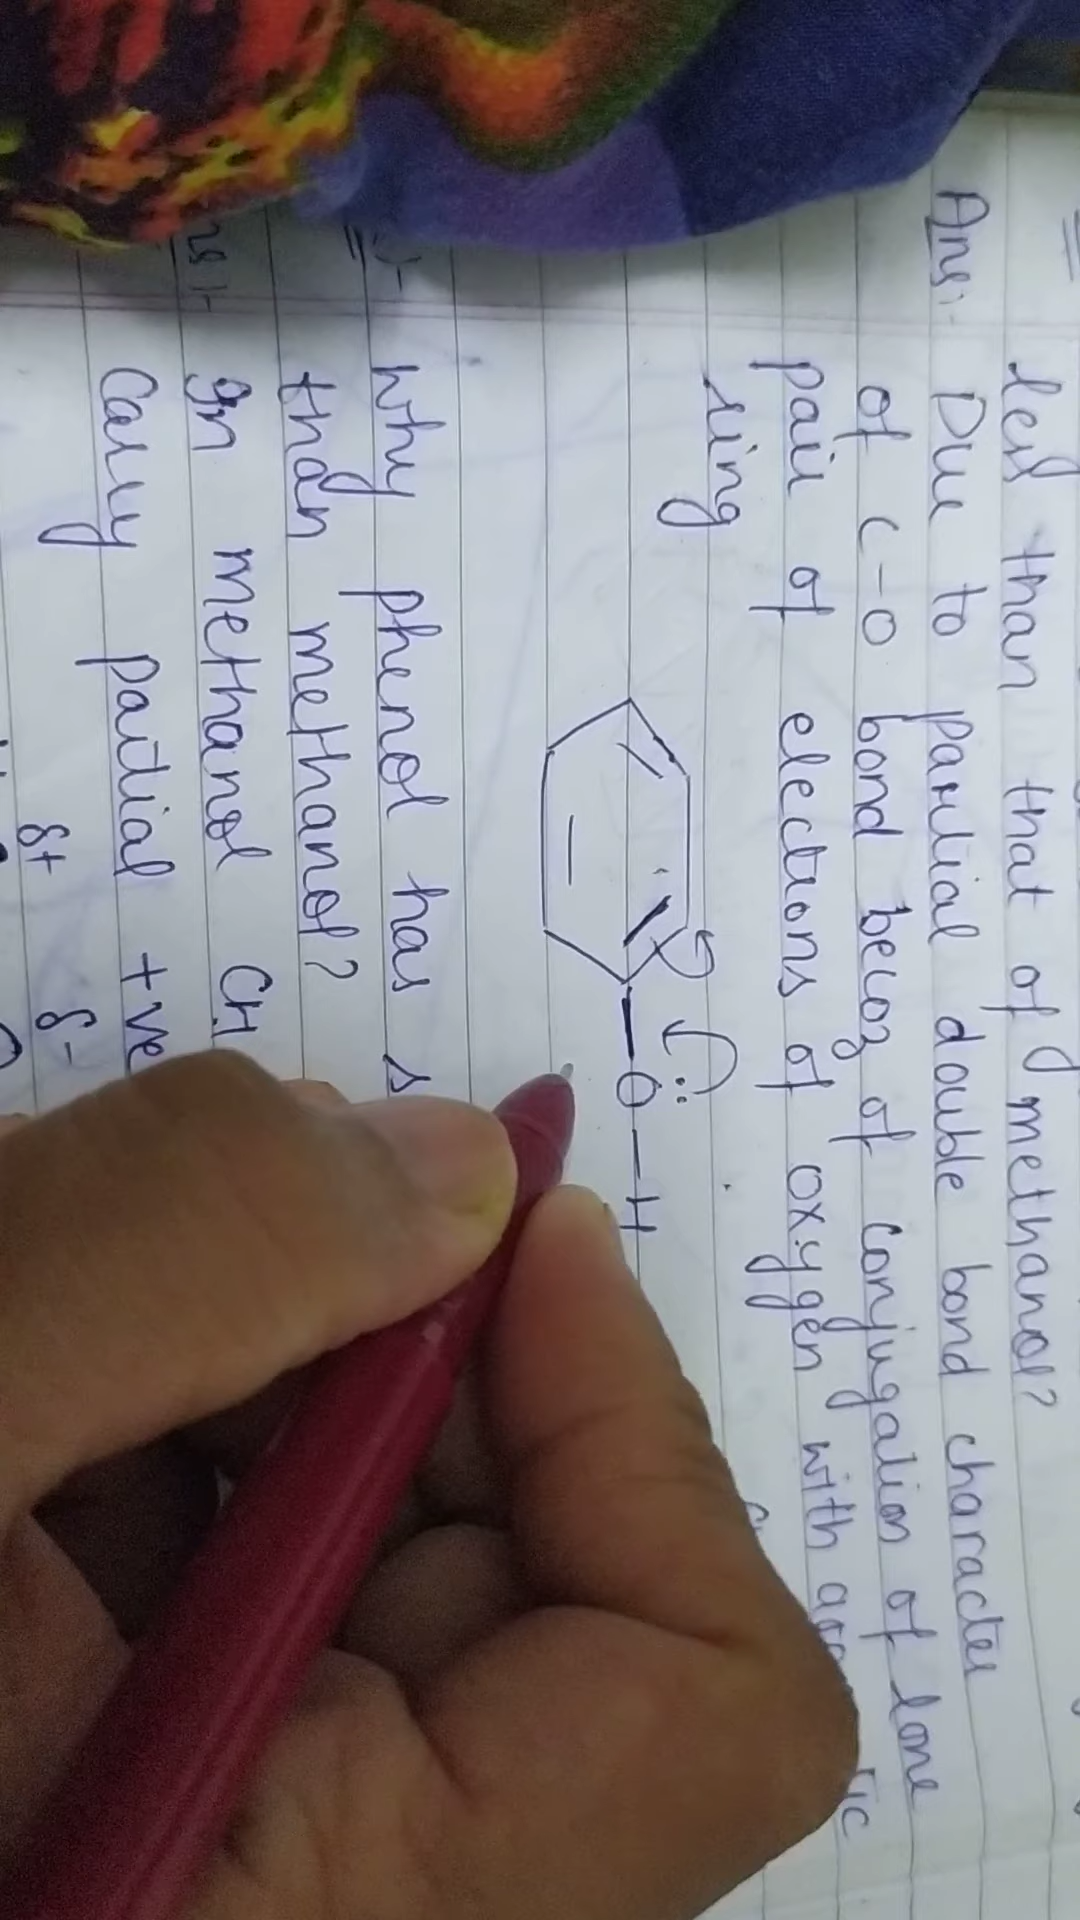 less than that of methanol?
Ans:- Due to partial double bond character
of C-O bond becoz of conjugation of lone
pair of electrons of oxygen with
ring
O-H
why phenol has
than methanol?
In methanol CH
Carry partial +ve
δ+ δ-